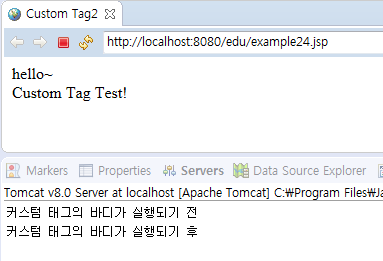 Custom Tag2
http://localhost:8080/edu/example24.jsp
hello~
Custom Tag Test!
Markers Properties Servers Data Source Explorer
Tomcat v8.0 Server at localhost [Apache Tomcat] C:₩Program Files₩Ja
커스텀 태그의 바디가 실행되기 전
커스텀 태그의 바디가 실행되기 후